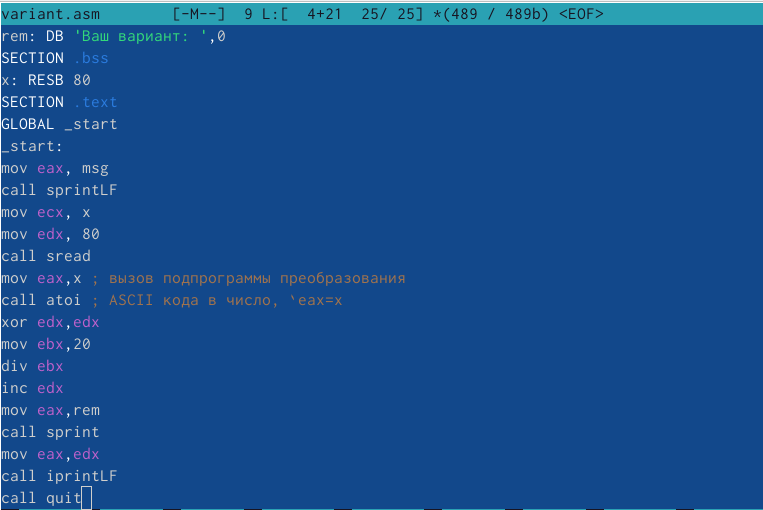 variant.asm        [-M--]  9 L:[  4+21  25/ 25] *(489 / 489b) <EOF>
rem: DB 'Ваш вариант: ',0
SECTION .bss
x: RESB 80
SECTION .text
GLOBAL _start
_start:
mov eax, msg
call sprintLF
mov ecx, x
mov edx, 80
call sread
mov eax,x ; вызов подпрограммы преобразования
call atoi ; ASCII кода в число, `eax=x
xor edx,edx
mov ebx,20
div ebx
inc edx
mov eax,rem
call sprint
mov eax,edx
call iprintLF
call quit